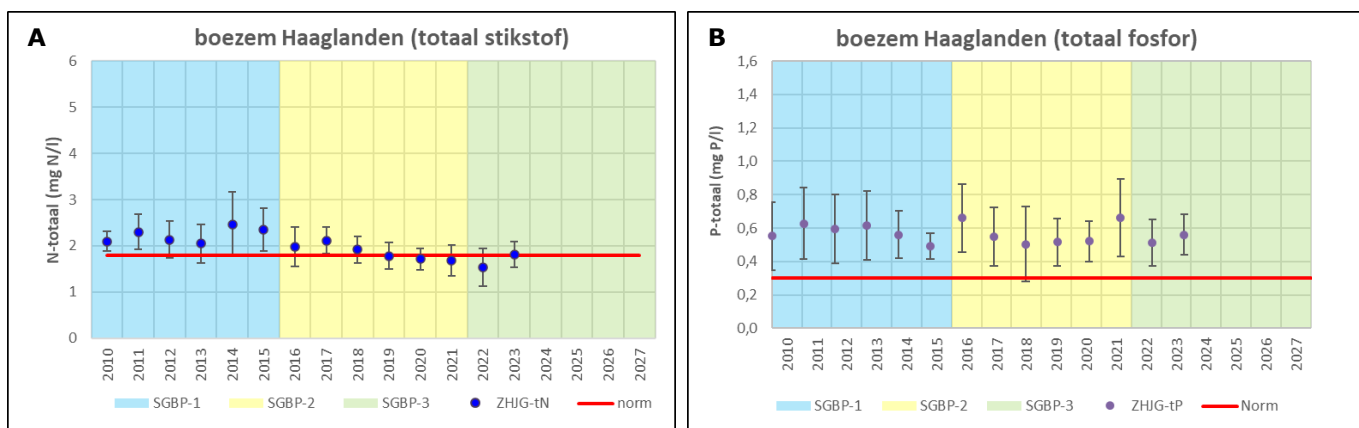 A
boezem Haaglanden (totaal stikstof)
N-totaal (mg N/l)
6
5
4
3
2
1
0
2010 2011 2012 2013 2014 2015 2016 2017 2018 2019 2020 2021 2022 2023 2024 2025 2026 2027
SGBP-1 SGBP-2 SGBP-3 ZHJG-tN norm
B
boezem Haaglanden (totaal fosfor)
P-totaal (mg P/l)
1,6
1,4
1,2
1,0
0,8
0,6
0,4
0,2
0,0
2010 2011 2012 2013 2014 2015 2016 2017 2018 2019 2020 2021 2022 2023 2024 2025 2026 2027
SGBP-1 SGBP-2 SGBP-3 ZHJG-tP Norm